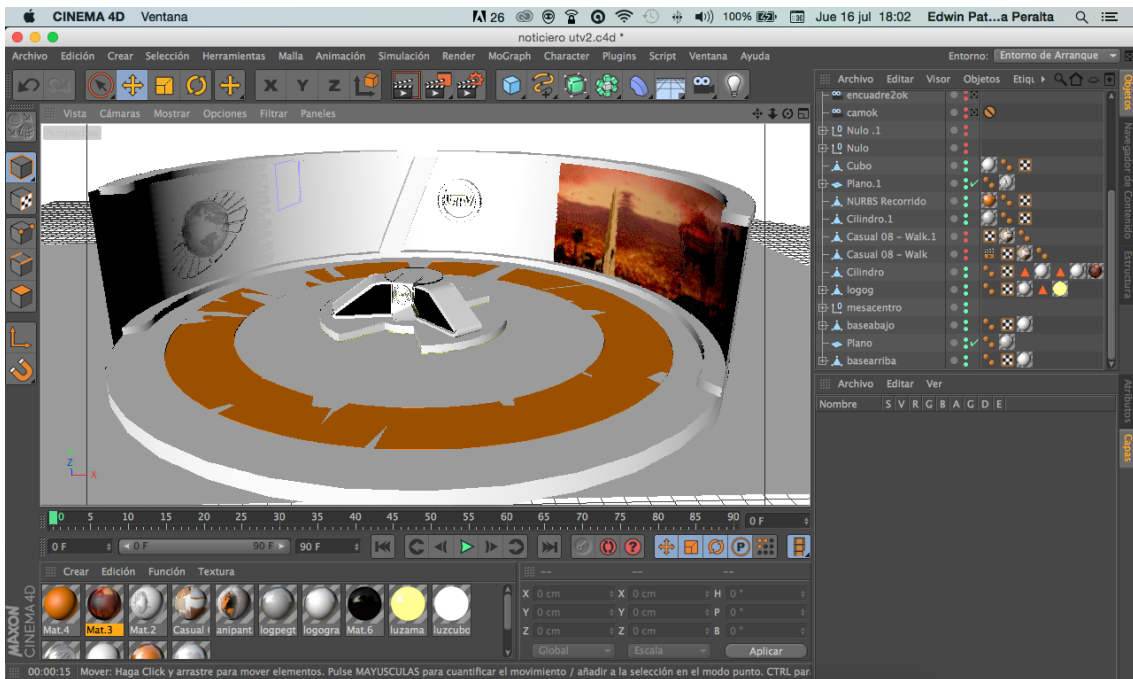 CINEMA 4D Ventana 26 100% Jue 16 jul 18:02 Edwin Pat...a Peralta
noticiero utv2.c4d *
Archivo Edición Crear Selección Herramientas Malla Animación Simulación Render MoGraph Character Plugins Script Ventana Ayuda Entorno: Entorno de Arranque
X Y Z
Archivo Editar Visor Objetos Etiqu
Vista Cámaras Mostrar Opciones Filtrar Paneles
encuadre2ok
camok
Nulo .1
Nulo
Cubo
Plano.1
NURBS Recorrido
Cilindro.1
Casual 08 – Walk.1
Casual 08 – Walk
Cilindro
logog
mesacentro
baseabajo
Plano
basearriba
Objetos
Navegador de Contenido
Estructura
Archivo Editar Ver
Nombre S V R G B A G D E
Atributos
Capas
Z
X
0 5 10 15 20 25 30 35 40 45 50 55 60 65 70 75 80 85 90 0 F
0 F 0 F 90 F 90 F
Crear Edición Función Textura
-- -- --
X 0 cm X 0 cm H 0 °
Y 0 cm Y 0 cm P 0 °
Z 0 cm Z 0 cm B 0 °
Global Escala Aplicar
Mat.4 Mat.3 Mat.2 Casual anipant logpegt logogra Mat.6 luzama luzcubo
MAXON
CINEMA 4D
00:00:15 Mover: Haga Click y arrastre para mover elementos. Pulse MAYUSCULAS para cuantificar el movimiento / añadir a la selección en el modo punto. CTRL par